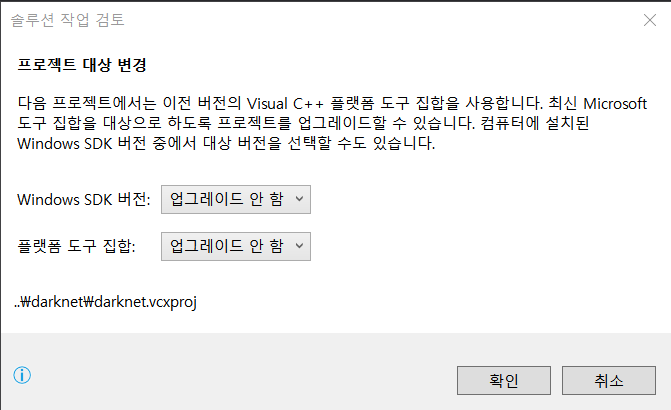 솔루션 작업 검토
프로젝트 대상 변경
다음 프로젝트에서는 이전 버전의 Visual C++ 플랫폼 도구 집합을 사용합니다. 최신 Microsoft
도구 집합을 대상으로 하도록 프로젝트를 업그레이드할 수 있습니다. 컴퓨터에 설치된
Windows SDK 버전 중에서 대상 버전을 선택할 수도 있습니다.
Windows SDK 버전: 업그레이드 안 함
플랫폼 도구 집합: 업그레이드 안 함
..₩darknet₩darknet.vcxproj
확인 취소